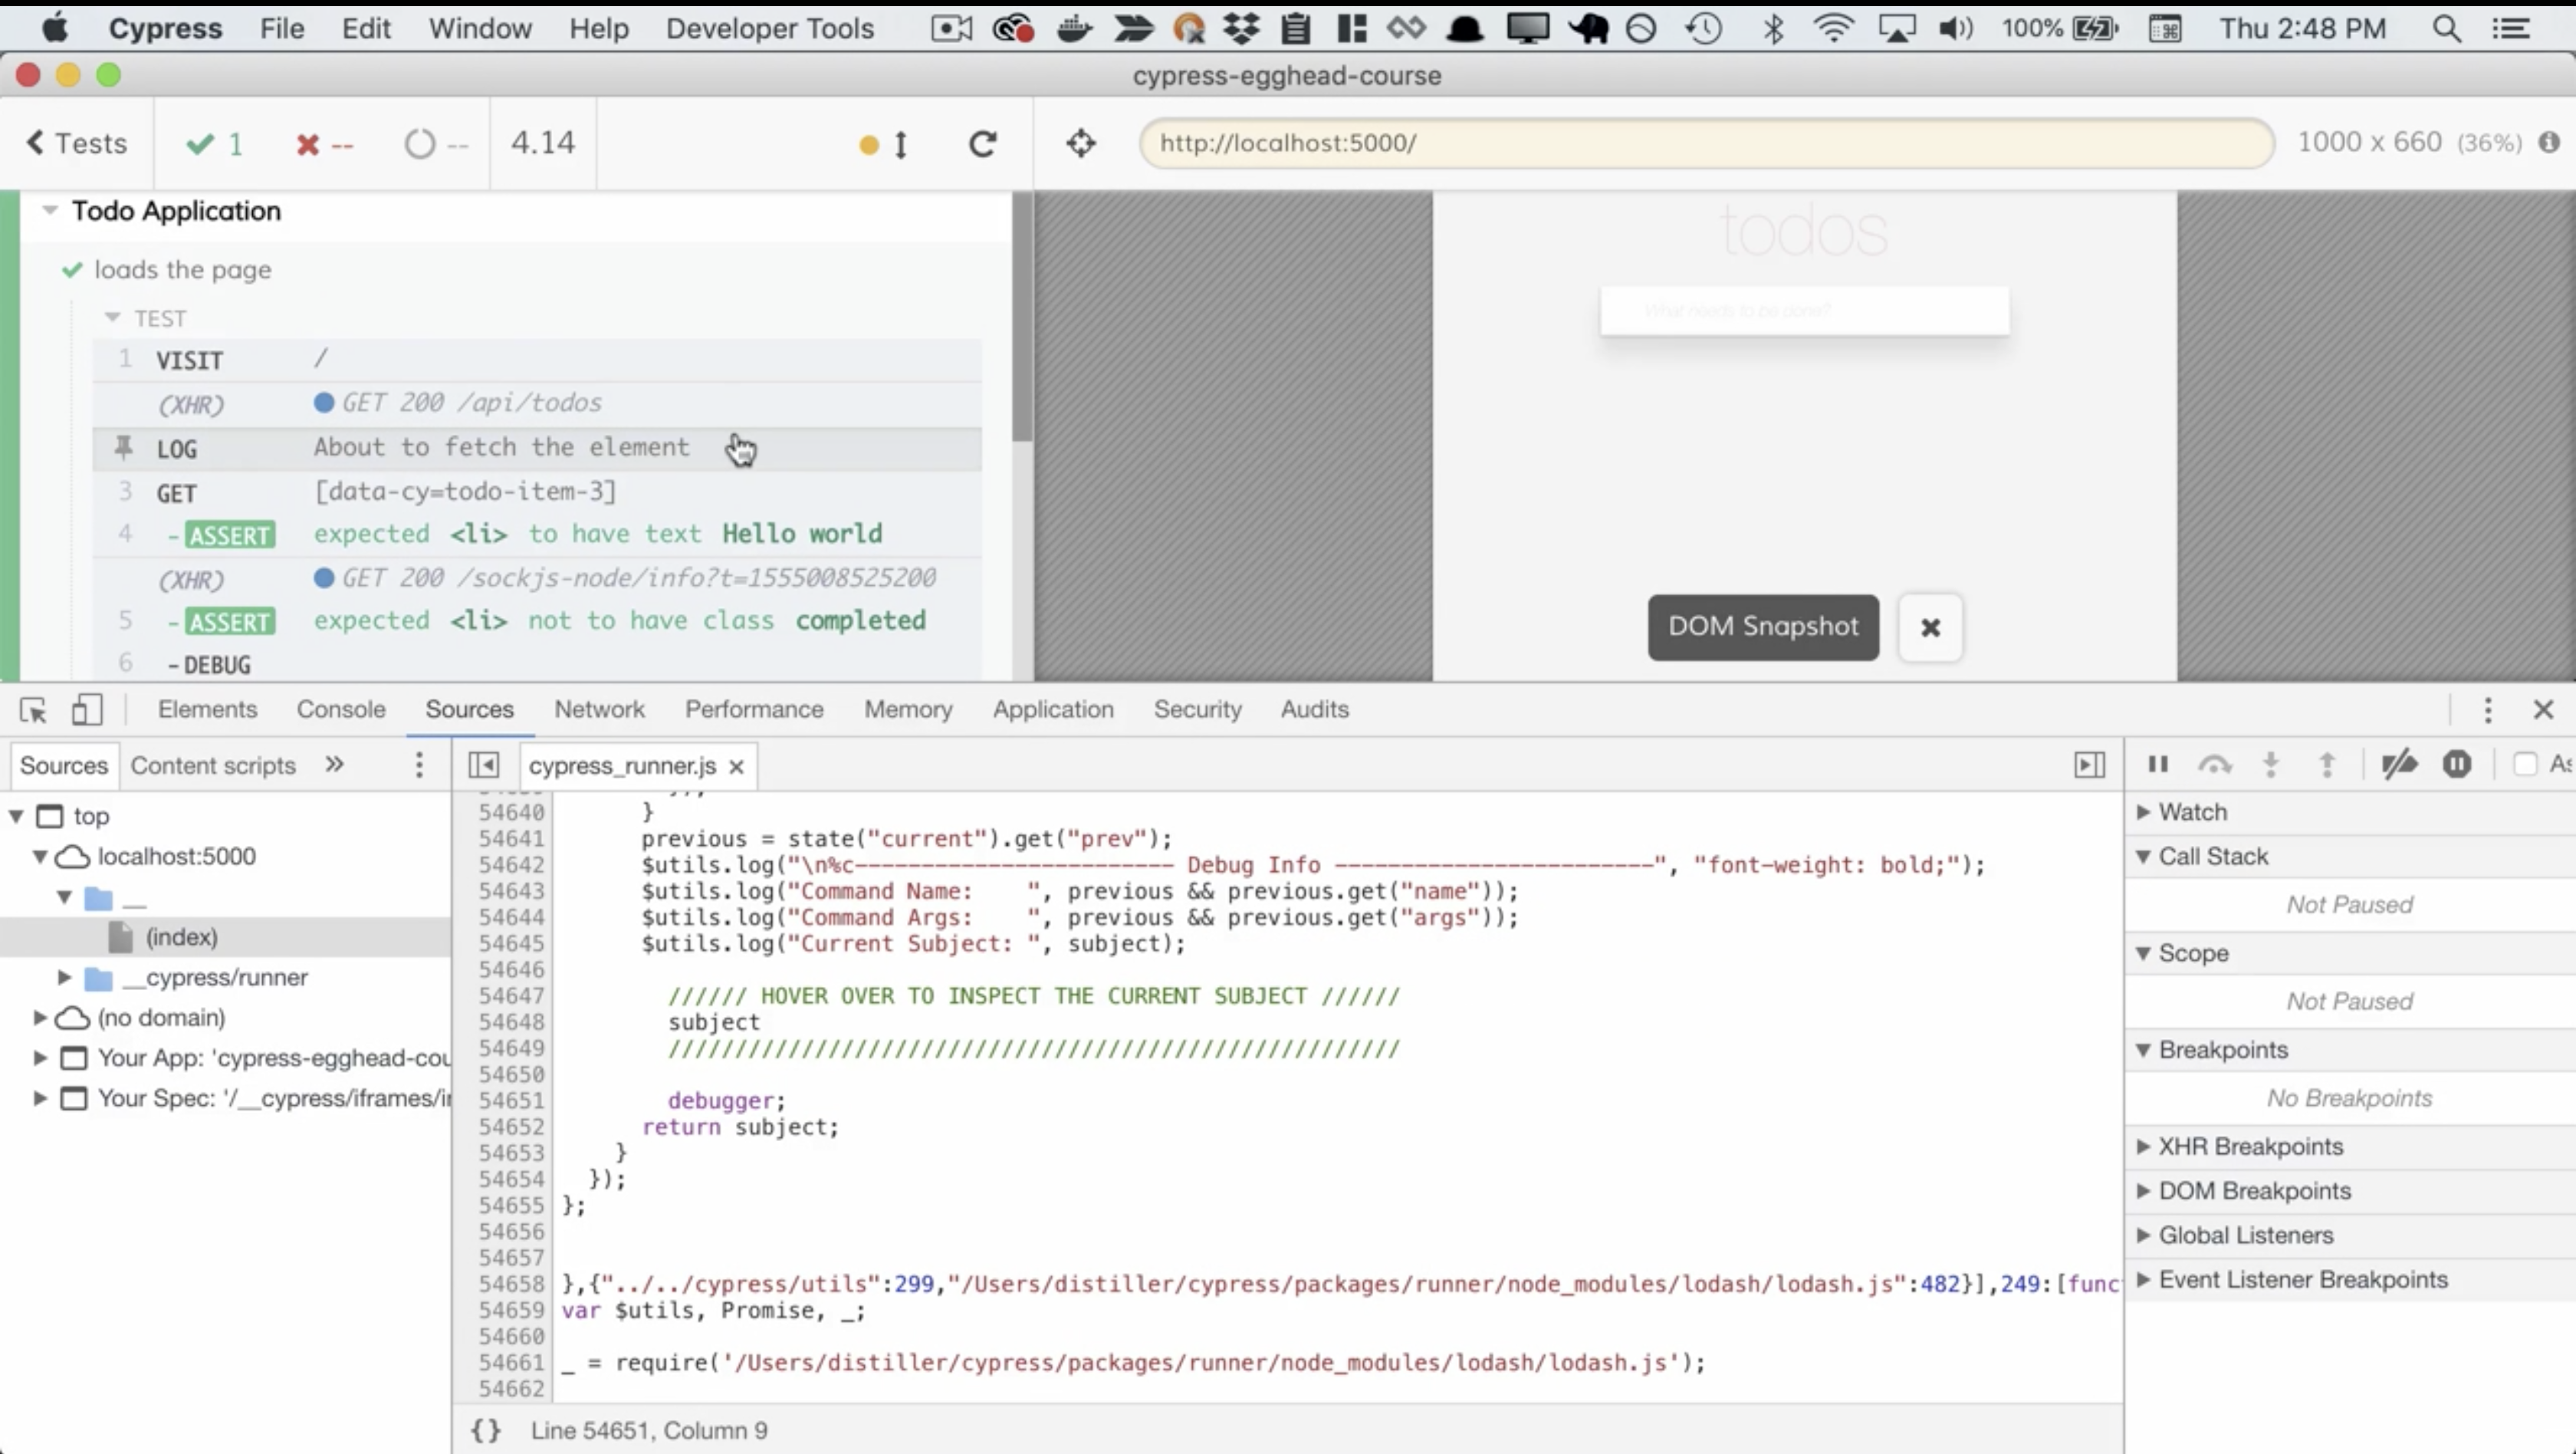 Cypress File Edit Window Help Developer Tools 100% Thu 2:48 PM
cypress-egghead-course
Tests 1 -- -- 4.14 http://localhost:5000/ 1000 x 660 (36%)
Todo Application
loads the page
TEST
1 VISIT /
(XHR) GET 200 /api/todos
LOG About to fetch the element
3 GET [data-cy=todo-item-3]
4 -ASSERT expected <li> to have text Hello world
(XHR) GET 200 /sockjs-node/info?t=1555008525200
5 -ASSERT expected <li> not to have class completed
6 -DEBUG
todos
What needs to be done?
DOM Snapshot
Elements Console Sources Network Performance Memory Application Security Audits
Sources Content scripts »
top
localhost:5000
__
(index)
__cypress/runner
(no domain)
Your App: 'cypress-egghead-cou
Your Spec: '/__cypress/iframes/i
cypress_runner.js
54640 }
54641 previous = state("current").get("prev");
54642 $utils.log("\n%c------------------------ Debug Info ------------------------", "font-weight: bold;");
54643 $utils.log("Command Name:    ", previous && previous.get("name"));
54644 $utils.log("Command Args:    ", previous && previous.get("args"));
54645 $utils.log("Current Subject: ", subject);
54646
54647 ////// HOVER OVER TO INSPECT THE CURRENT SUBJECT //////
54648 subject
54649 ///////////////////////////////////////////////////////
54650
54651 debugger;
54652 return subject;
54653 }
54654 });
54655 };
54656
54657
54658 },{"../../cypress/utils":299,"/Users/distiller/cypress/packages/runner/node_modules/lodash/lodash.js":482}],249:[func
54659 var $utils, Promise, _;
54660
54661 _ = require('/Users/distiller/cypress/packages/runner/node_modules/lodash/lodash.js');
54662
{} Line 54651, Column 9
As
Watch
Call Stack
Not Paused
Scope
Not Paused
Breakpoints
No Breakpoints
XHR Breakpoints
DOM Breakpoints
Global Listeners
Event Listener Breakpoints